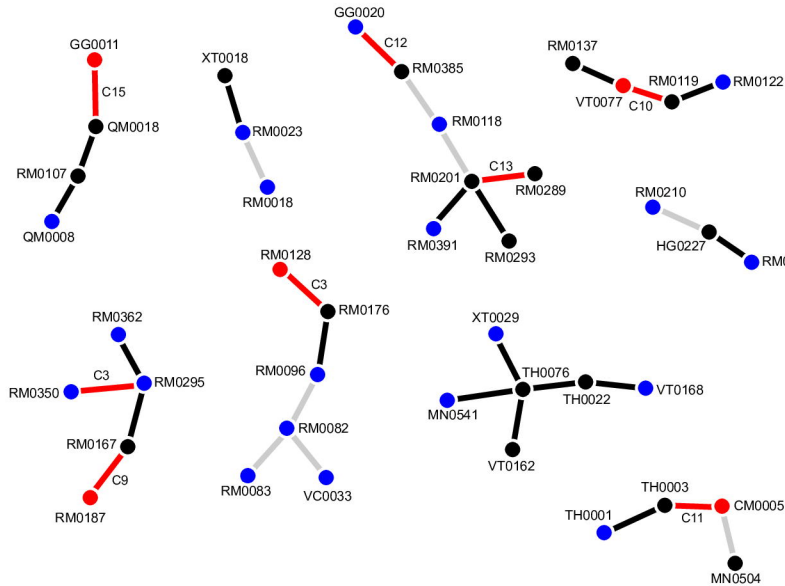 GG0011
C15
QM0018
RM0107
QM0008
XT0018
RM0023
RM0018
GG0020
C12
RM0385
RM0118
RM0201
C13
RM0289
RM0391
RM0293
RM0137
RM0119
VT0077
C10
RM0122
RM0210
HG0227
RM0
RM0362
C3
RM0350
RM0295
RM0167
C9
RM0187
RM0128
C3
RM0176
RM0096
RM0082
RM0083
VC0033
XT0029
TH0076
MN0541
TH0022
VT0168
VT0162
TH0003
TH0001
C11
CM0005
MN0504